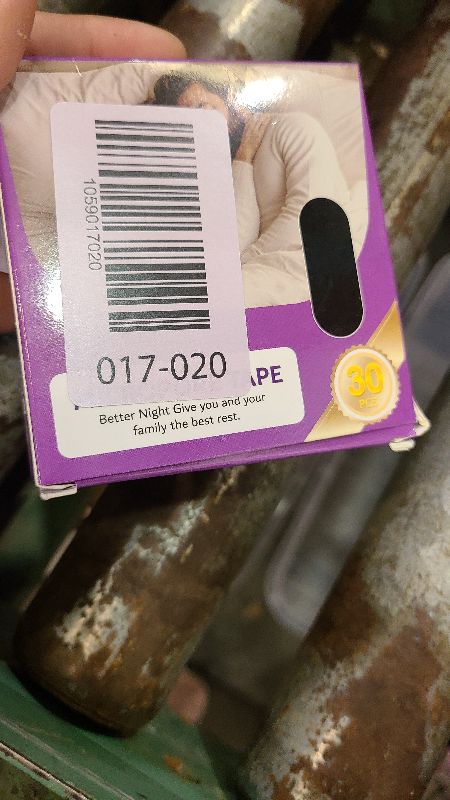 1059017020
017-020
APE
Better Night Give you and your
family the best rest.
30
PCS